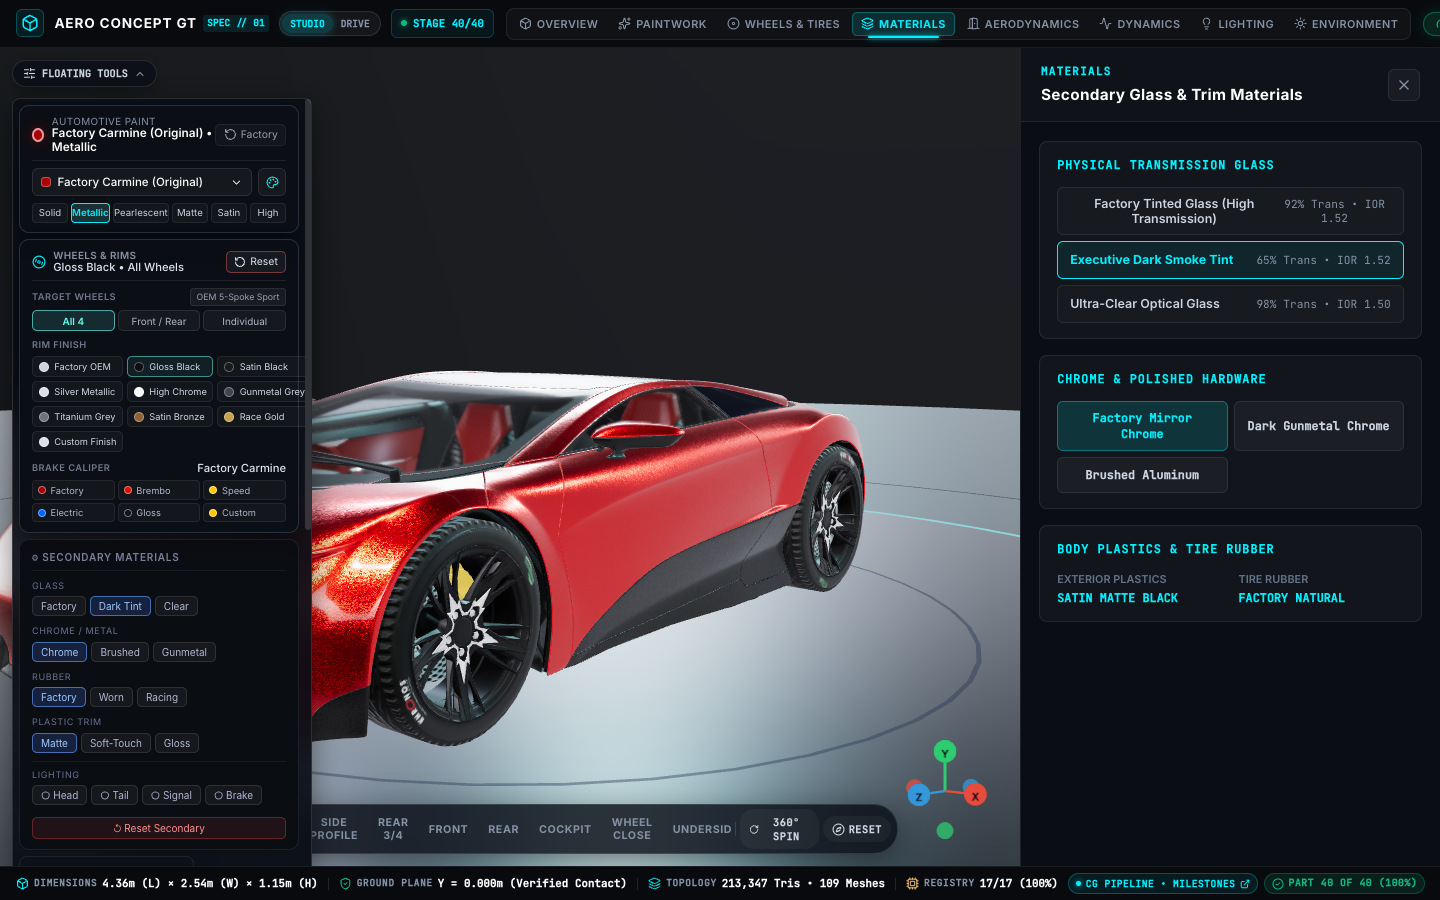 AERO CONCEPT GT SPEC // 01 STUDIO DRIVE STAGE 40/40 OVERVIEW PAINTWORK WHEELS & TIRES MATERIALS AERODYNAMICS DYNAMICS LIGHTING ENVIRONMENT
FLOATING TOOLS
AUTOMOTIVE PAINT
Factory Carmine (Original) •
Metallic
Factory
Factory Carmine (Original)
Solid Metallic Pearlescent Matte Satin High
WHEELS & RIMS
Gloss Black • All Wheels
Reset
TARGET WHEELS OEM 5-Spoke Sport
All 4 Front / Rear Individual
RIM FINISH
Factory OEM Gloss Black Satin Black
Silver Metallic High Chrome Gunmetal Grey
Titanium Grey Satin Bronze Race Gold
Custom Finish
BRAKE CALIPER Factory Carmine
Factory Brembo Speed
Electric Gloss Custom
SECONDARY MATERIALS
GLASS
Factory Dark Tint Clear
CHROME / METAL
Chrome Brushed Gunmetal
RUBBER
Factory Worn Racing
PLASTIC TRIM
Matte Soft-Touch Gloss
LIGHTING
Head Tail Signal Brake
Reset Secondary
SIDE
PROFILE
REAR
3/4
FRONT
REAR
COCKPIT
WHEEL
CLOSE
UNDERSID
360°
SPIN
RESET
Y
Z
X
MATERIALS
Secondary Glass & Trim Materials
PHYSICAL TRANSMISSION GLASS
Factory Tinted Glass (High
Transmission)
92% Trans • IOR
1.52
Executive Dark Smoke Tint 65% Trans • IOR 1.52
Ultra-Clear Optical Glass 98% Trans • IOR 1.50
CHROME & POLISHED HARDWARE
Factory Mirror
Chrome
Dark Gunmetal Chrome
Brushed Aluminum
BODY PLASTICS & TIRE RUBBER
EXTERIOR PLASTICS TIRE RUBBER
SATIN MATTE BLACK FACTORY NATURAL
DIMENSIONS 4.36m (L) × 2.54m (W) × 1.15m (H) GROUND PLANE Y = 0.000m (Verified Contact) TOPOLOGY 213,347 Tris • 109 Meshes REGISTRY 17/17 (100%) CG PIPELINE • MILESTONES PART 40 OF 40 (100%)